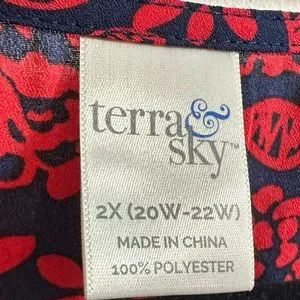 terra &
sky™
2X (20W-22W)
MADE IN CHINA
100% POLYESTER